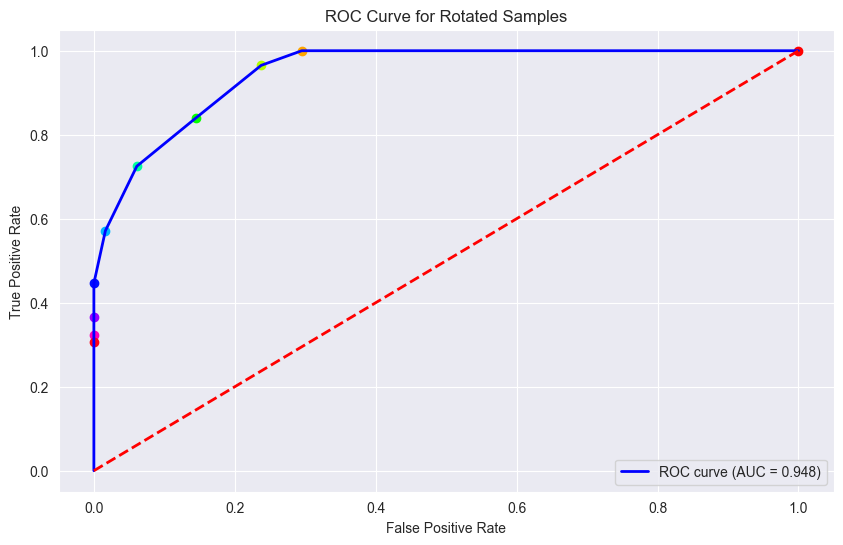 ROC Curve for Rotated Samples
True Positive Rate
1.0
0.8
0.6
0.4
0.2
0.0
0.0 0.2 0.4 0.6 0.8 1.0
False Positive Rate
ROC curve (AUC = 0.948)